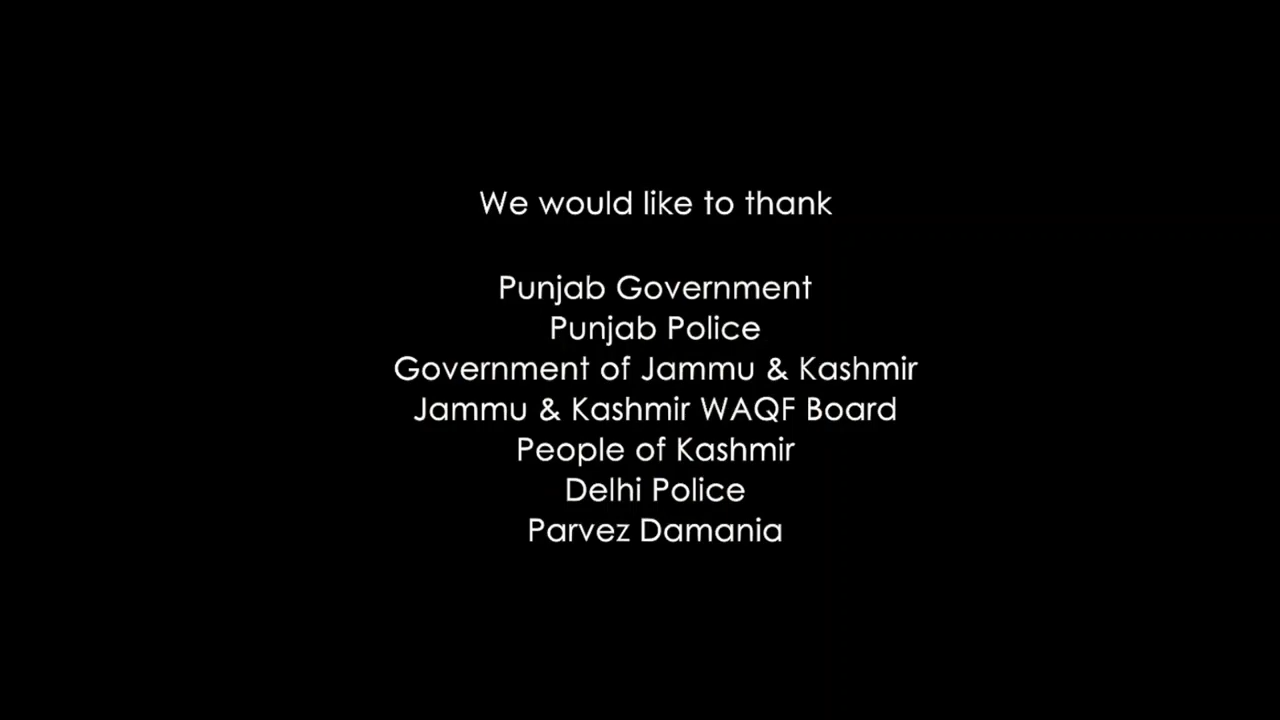 We would like to thank
Punjab Government
Punjab Police
Government of Jammu & Kashmir
Jammu & Kashmir WAQF Board
People of Kashmir
Delhi Police
Parvez Damania